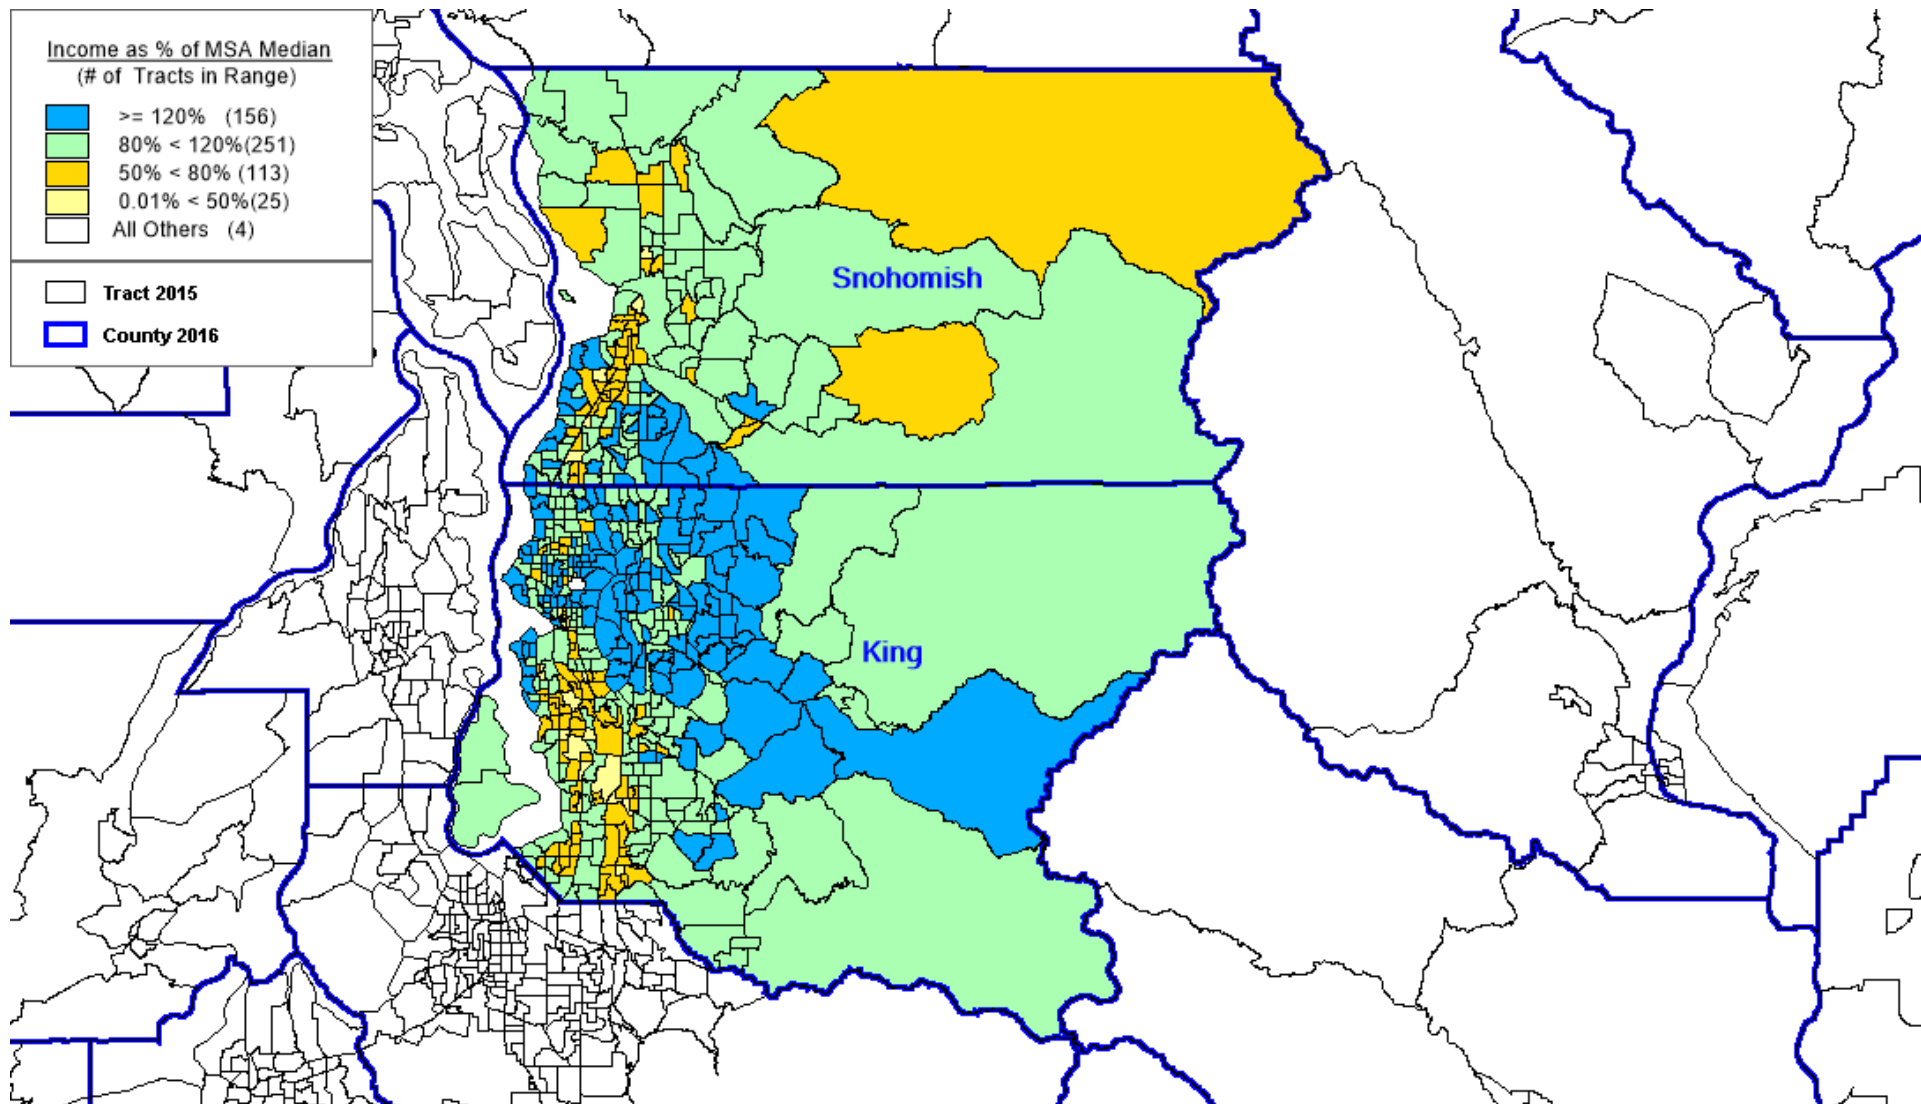 Income as % of MSA Median
(# of Tracts in Range)
>= 120% (156)
80% < 120%(251)
50% < 80% (113)
0.01% < 50%(25)
All Others (4)
Tract 2015
County 2016
Snohomish
King